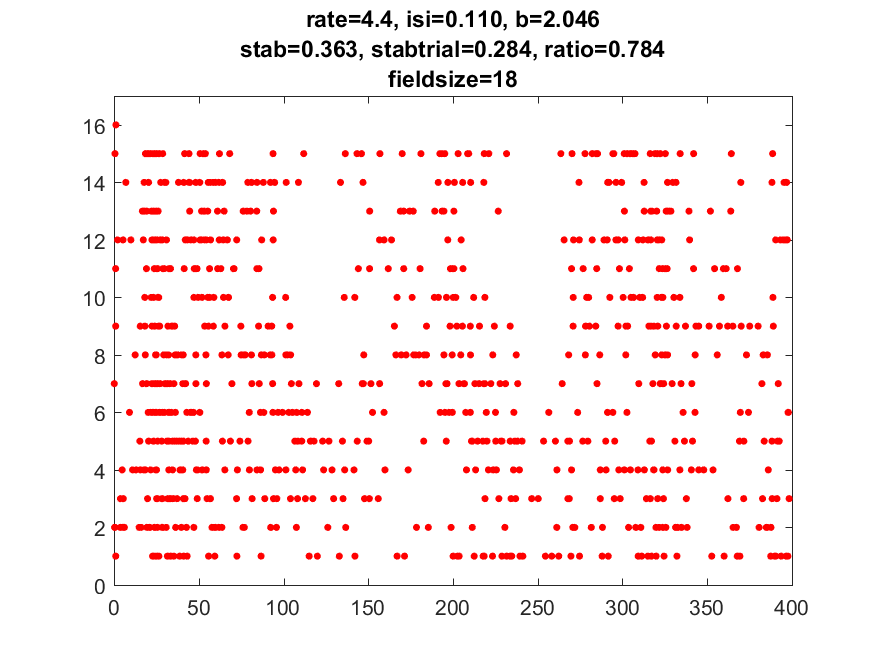 rate=4.4, isi=0.110, b=2.046
stab=0.363, stabtrial=0.284, ratio=0.784
fieldsize=18
16
14
12
10
8
6
4
2
0
0 50 100 150 200 250 300 350 400